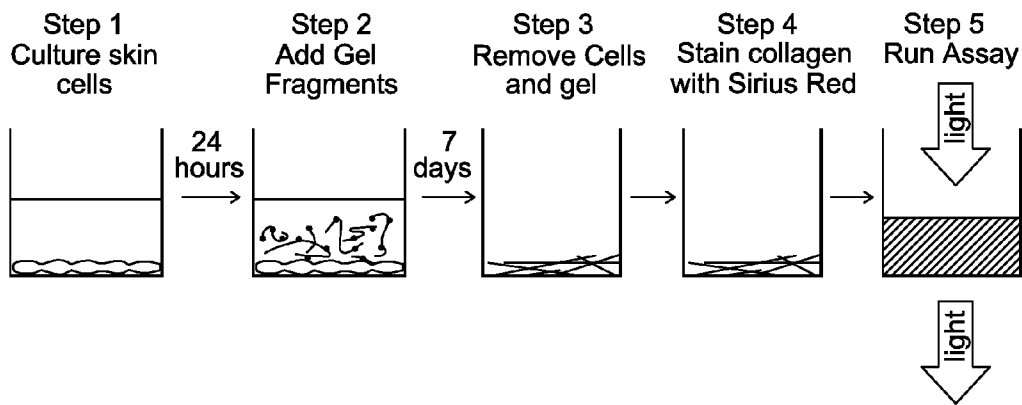 Step 1
Culture skin
cells
Step 2
Add Gel
Fragments
Step 3
Remove Cells
and gel
Step 4
Stain collagen
with Sirius Red
Step 5
Run Assay
24
hours
7
days
light
light